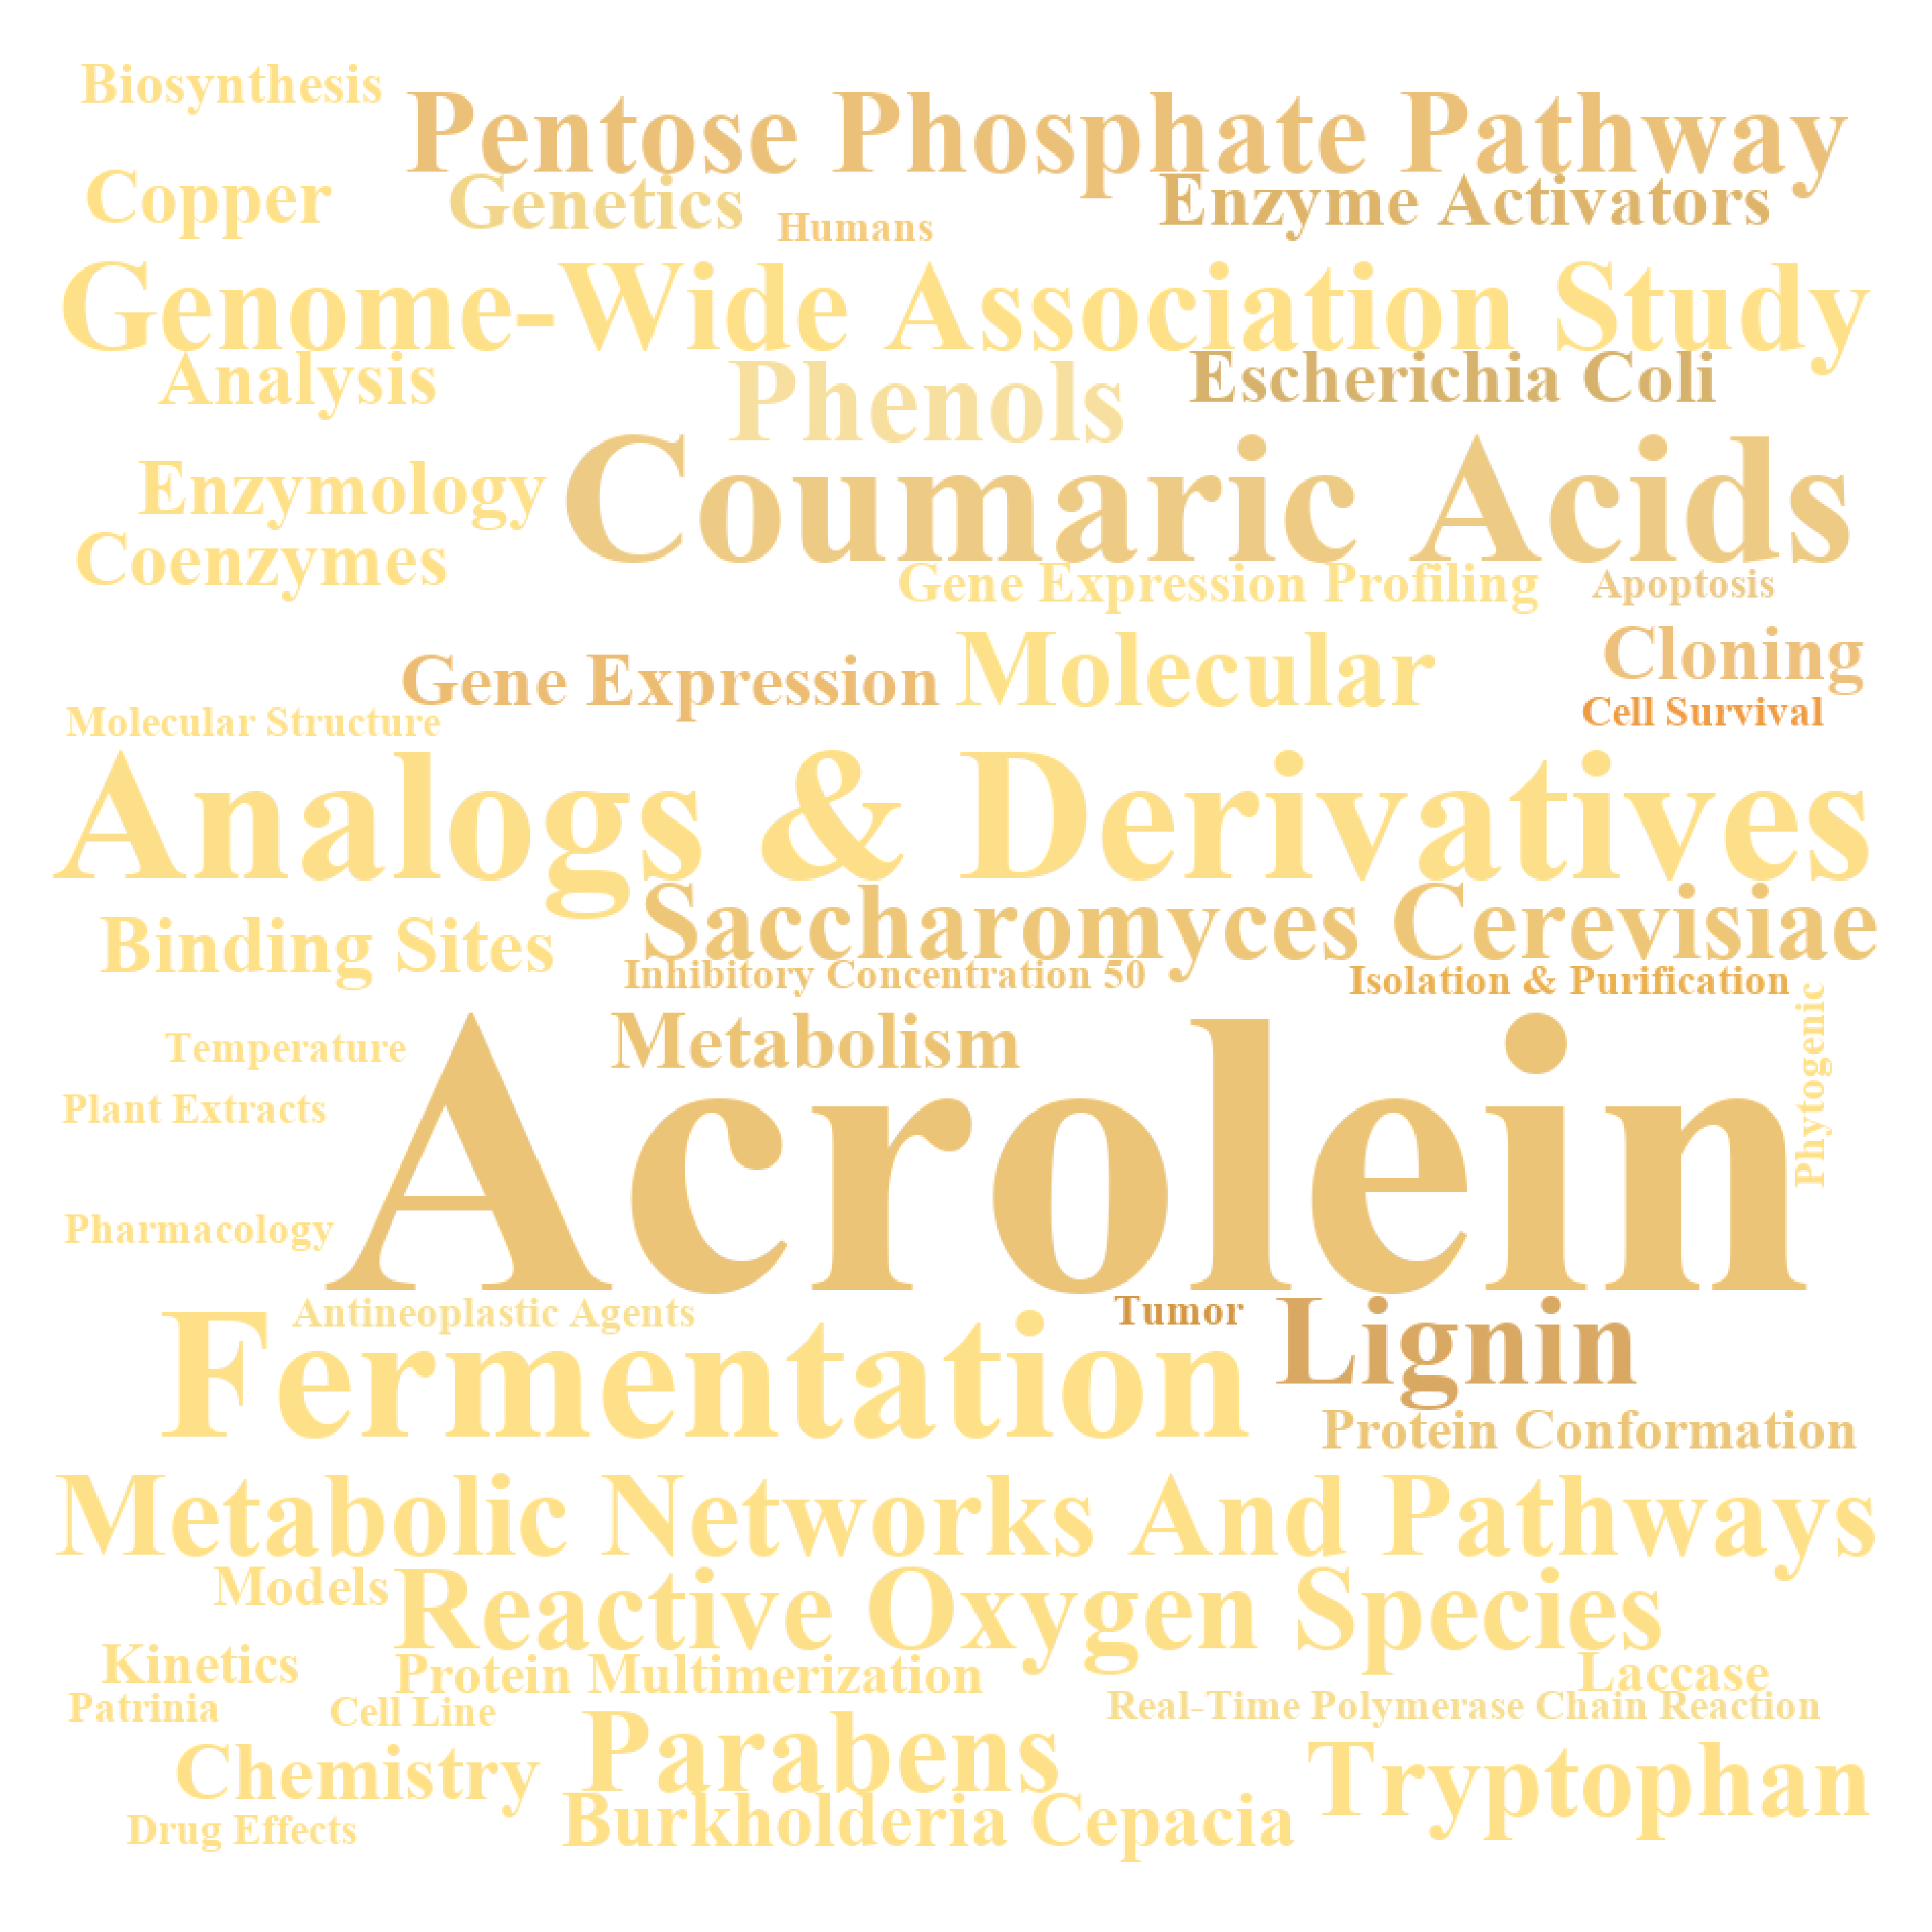 Biosynthesis
Pentose Phosphate Pathway
Copper
Genetics
Humans
Enzyme Activators
Genome-Wide Association Study
Analysis
Phenols
Escherichia Coli
Enzymology
Coumaric Acids
Coenzymes
Gene Expression Profiling
Apoptosis
Gene Expression
Molecular
Cloning
Molecular Structure
Cell Survival
Analogs & Derivatives
Binding Sites
Saccharomyces Cerevisiae
Inhibitory Concentration 50
Isolation & Purification
Phytogenic
Temperature
Metabolism
Plant Extracts
Acrolein
Pharmacology
Antineoplastic Agents
Tumor
Fermentation
Lignin
Protein Conformation
Metabolic Networks And Pathways
Models
Reactive Oxygen Species
Kinetics
Protein Multimerization
Laccase
Patrinia
Cell Line
Real-Time Polymerase Chain Reaction
Chemistry
Parabens
Tryptophan
Drug Effects
Burkholderia Cepacia